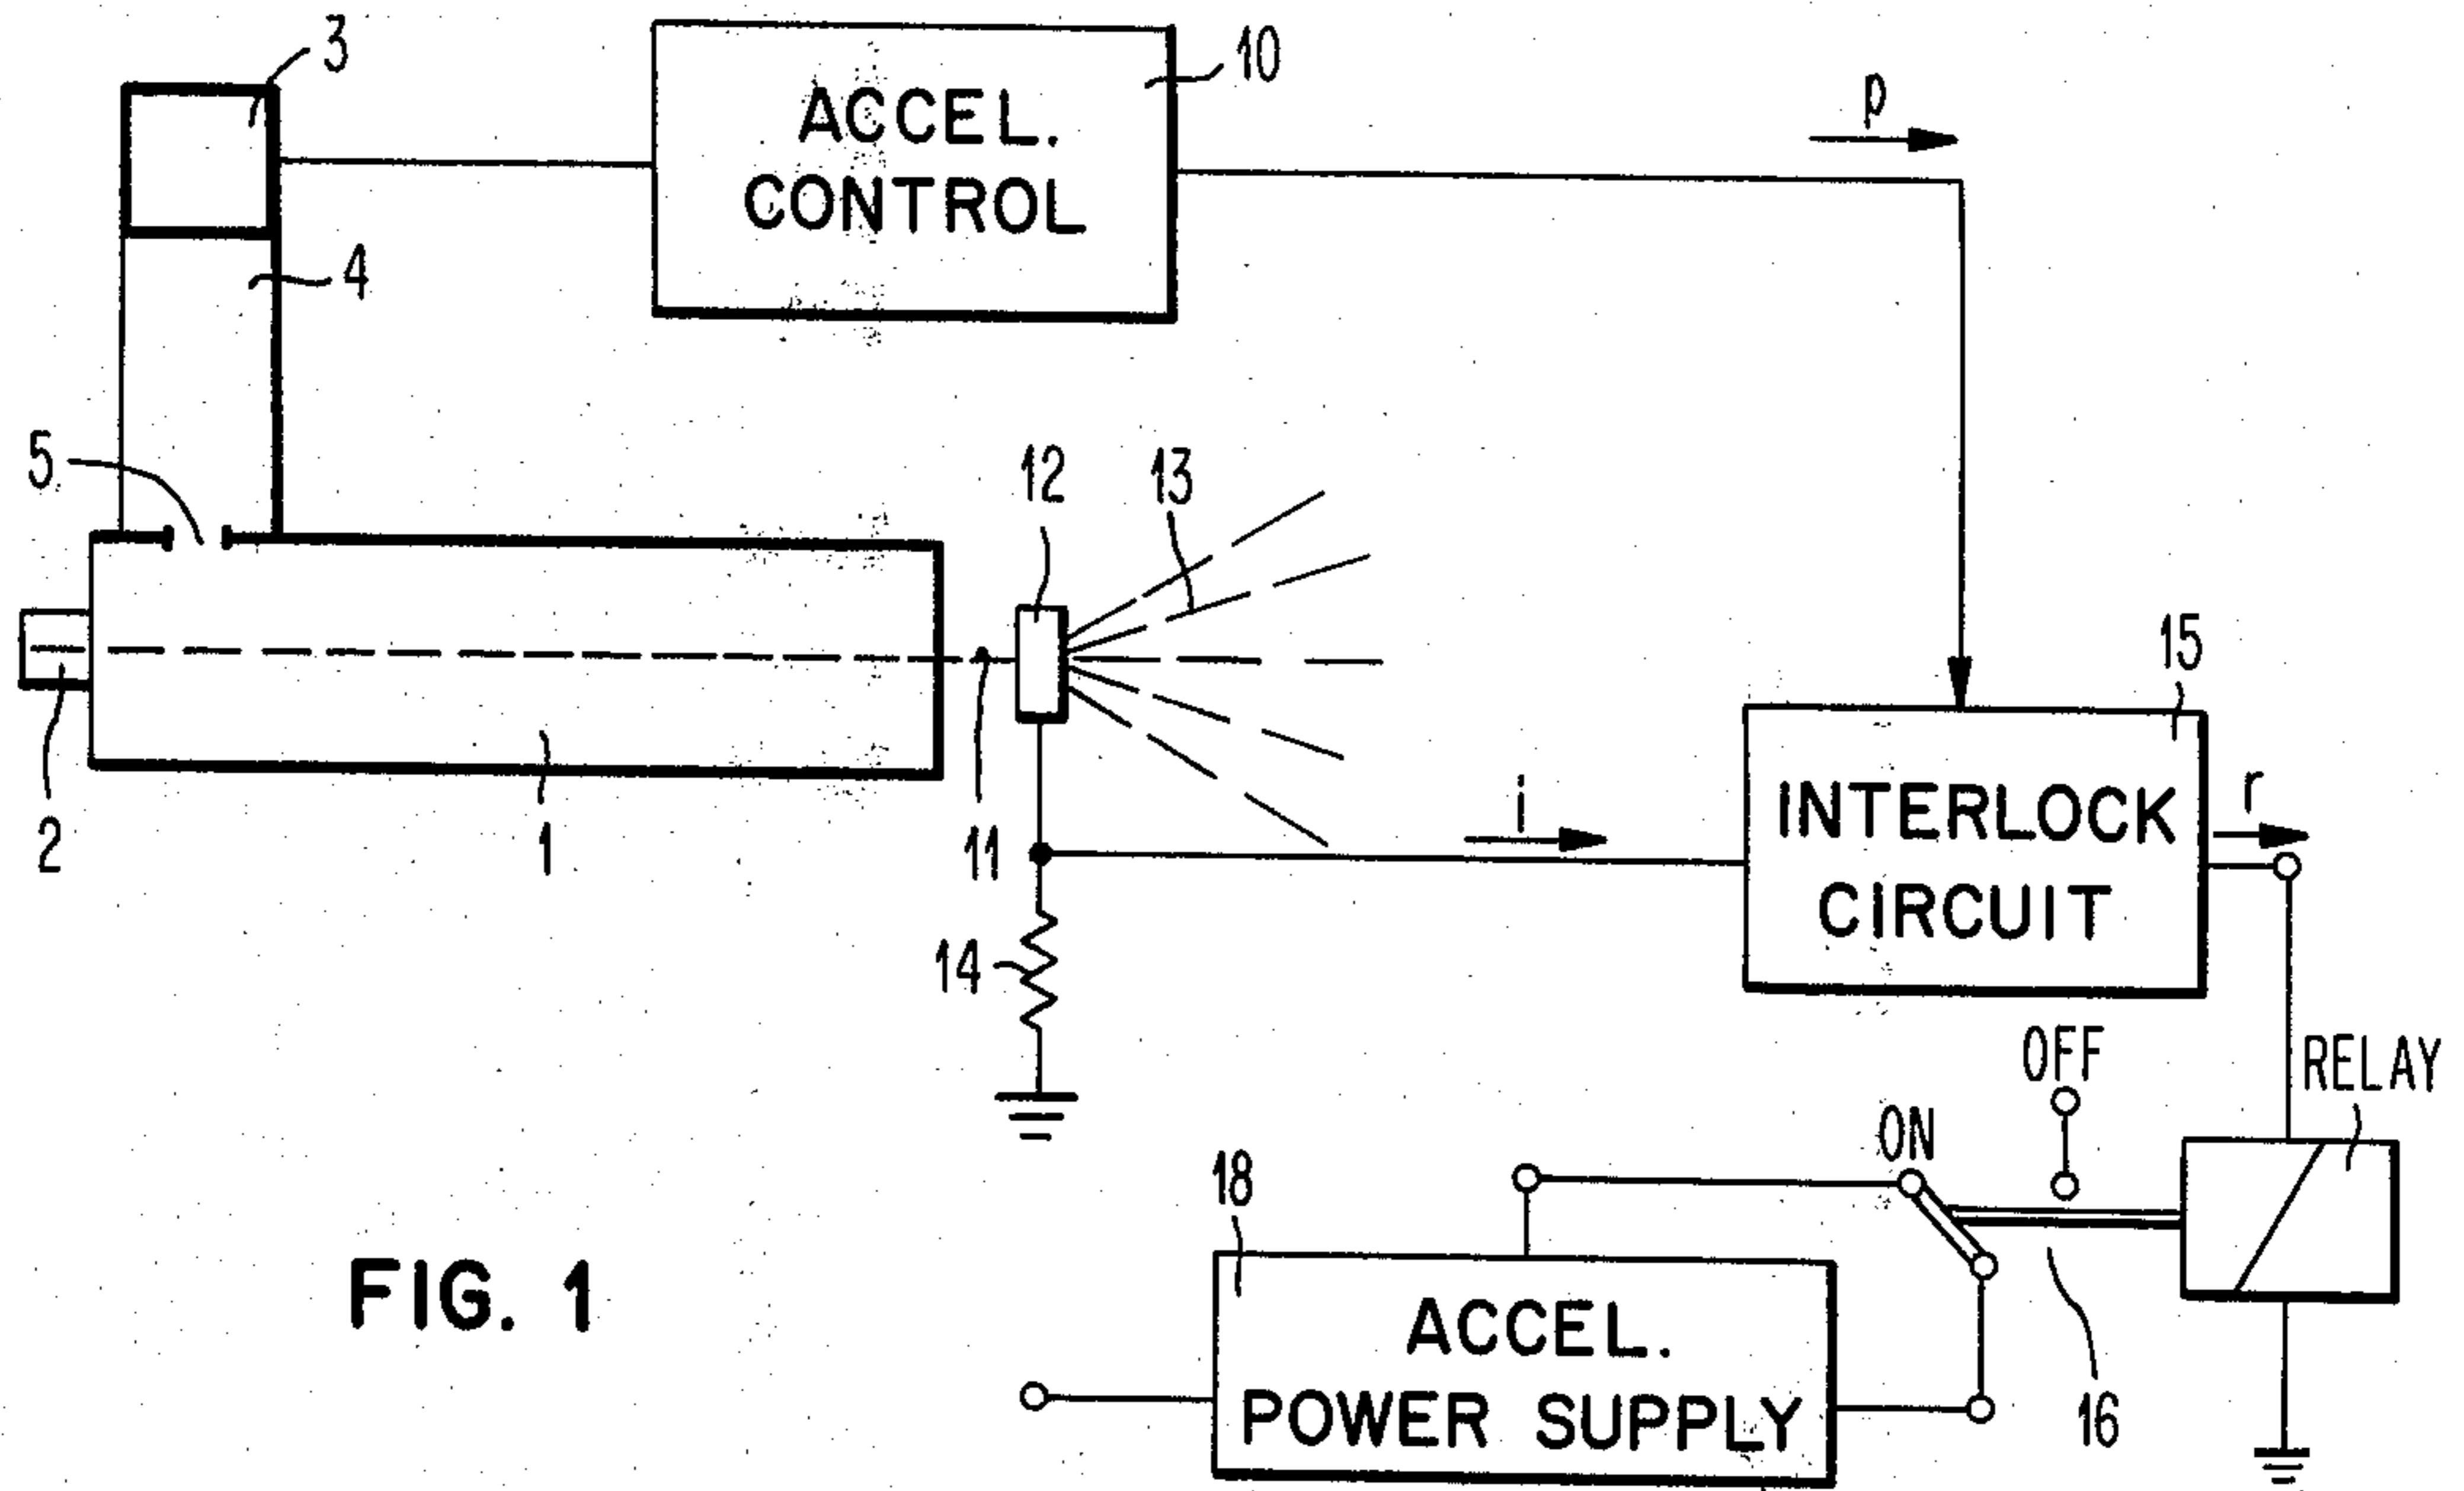 3
ACCEL.
CONTROL
10
p
4
5
12
13
15
2
1
11
i
INTERLOCK
CIRCUIT
r
14
OFF
RELAY
ON
18
FIG. 1
ACCEL.
POWER SUPPLY
16